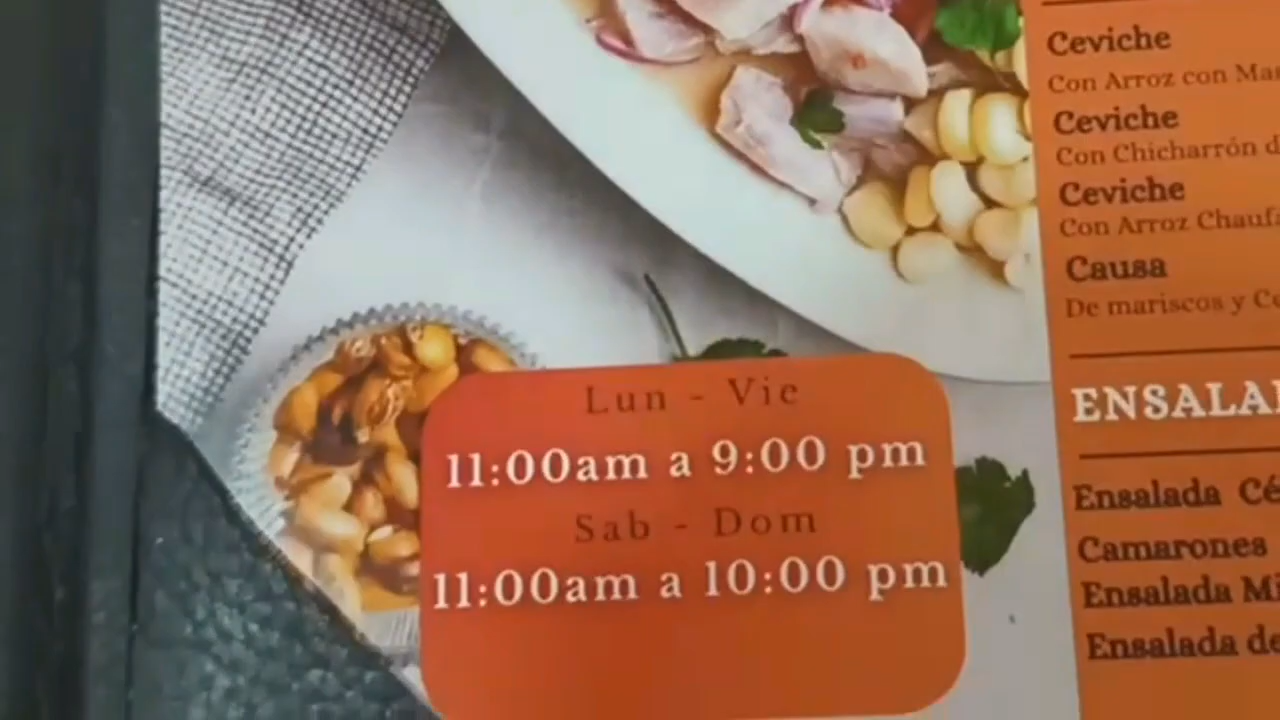 Lun - Vie
11:00am a 9:00 pm
Sab - Dom
11:00am a 10:00 pm
Ceviche
Con Arroz con
Ceviche
Con Chicharrón
Ceviche
Con Arroz
Causa
De mariscos y
Ensalada
Camarones
Ensalada
Ensalada